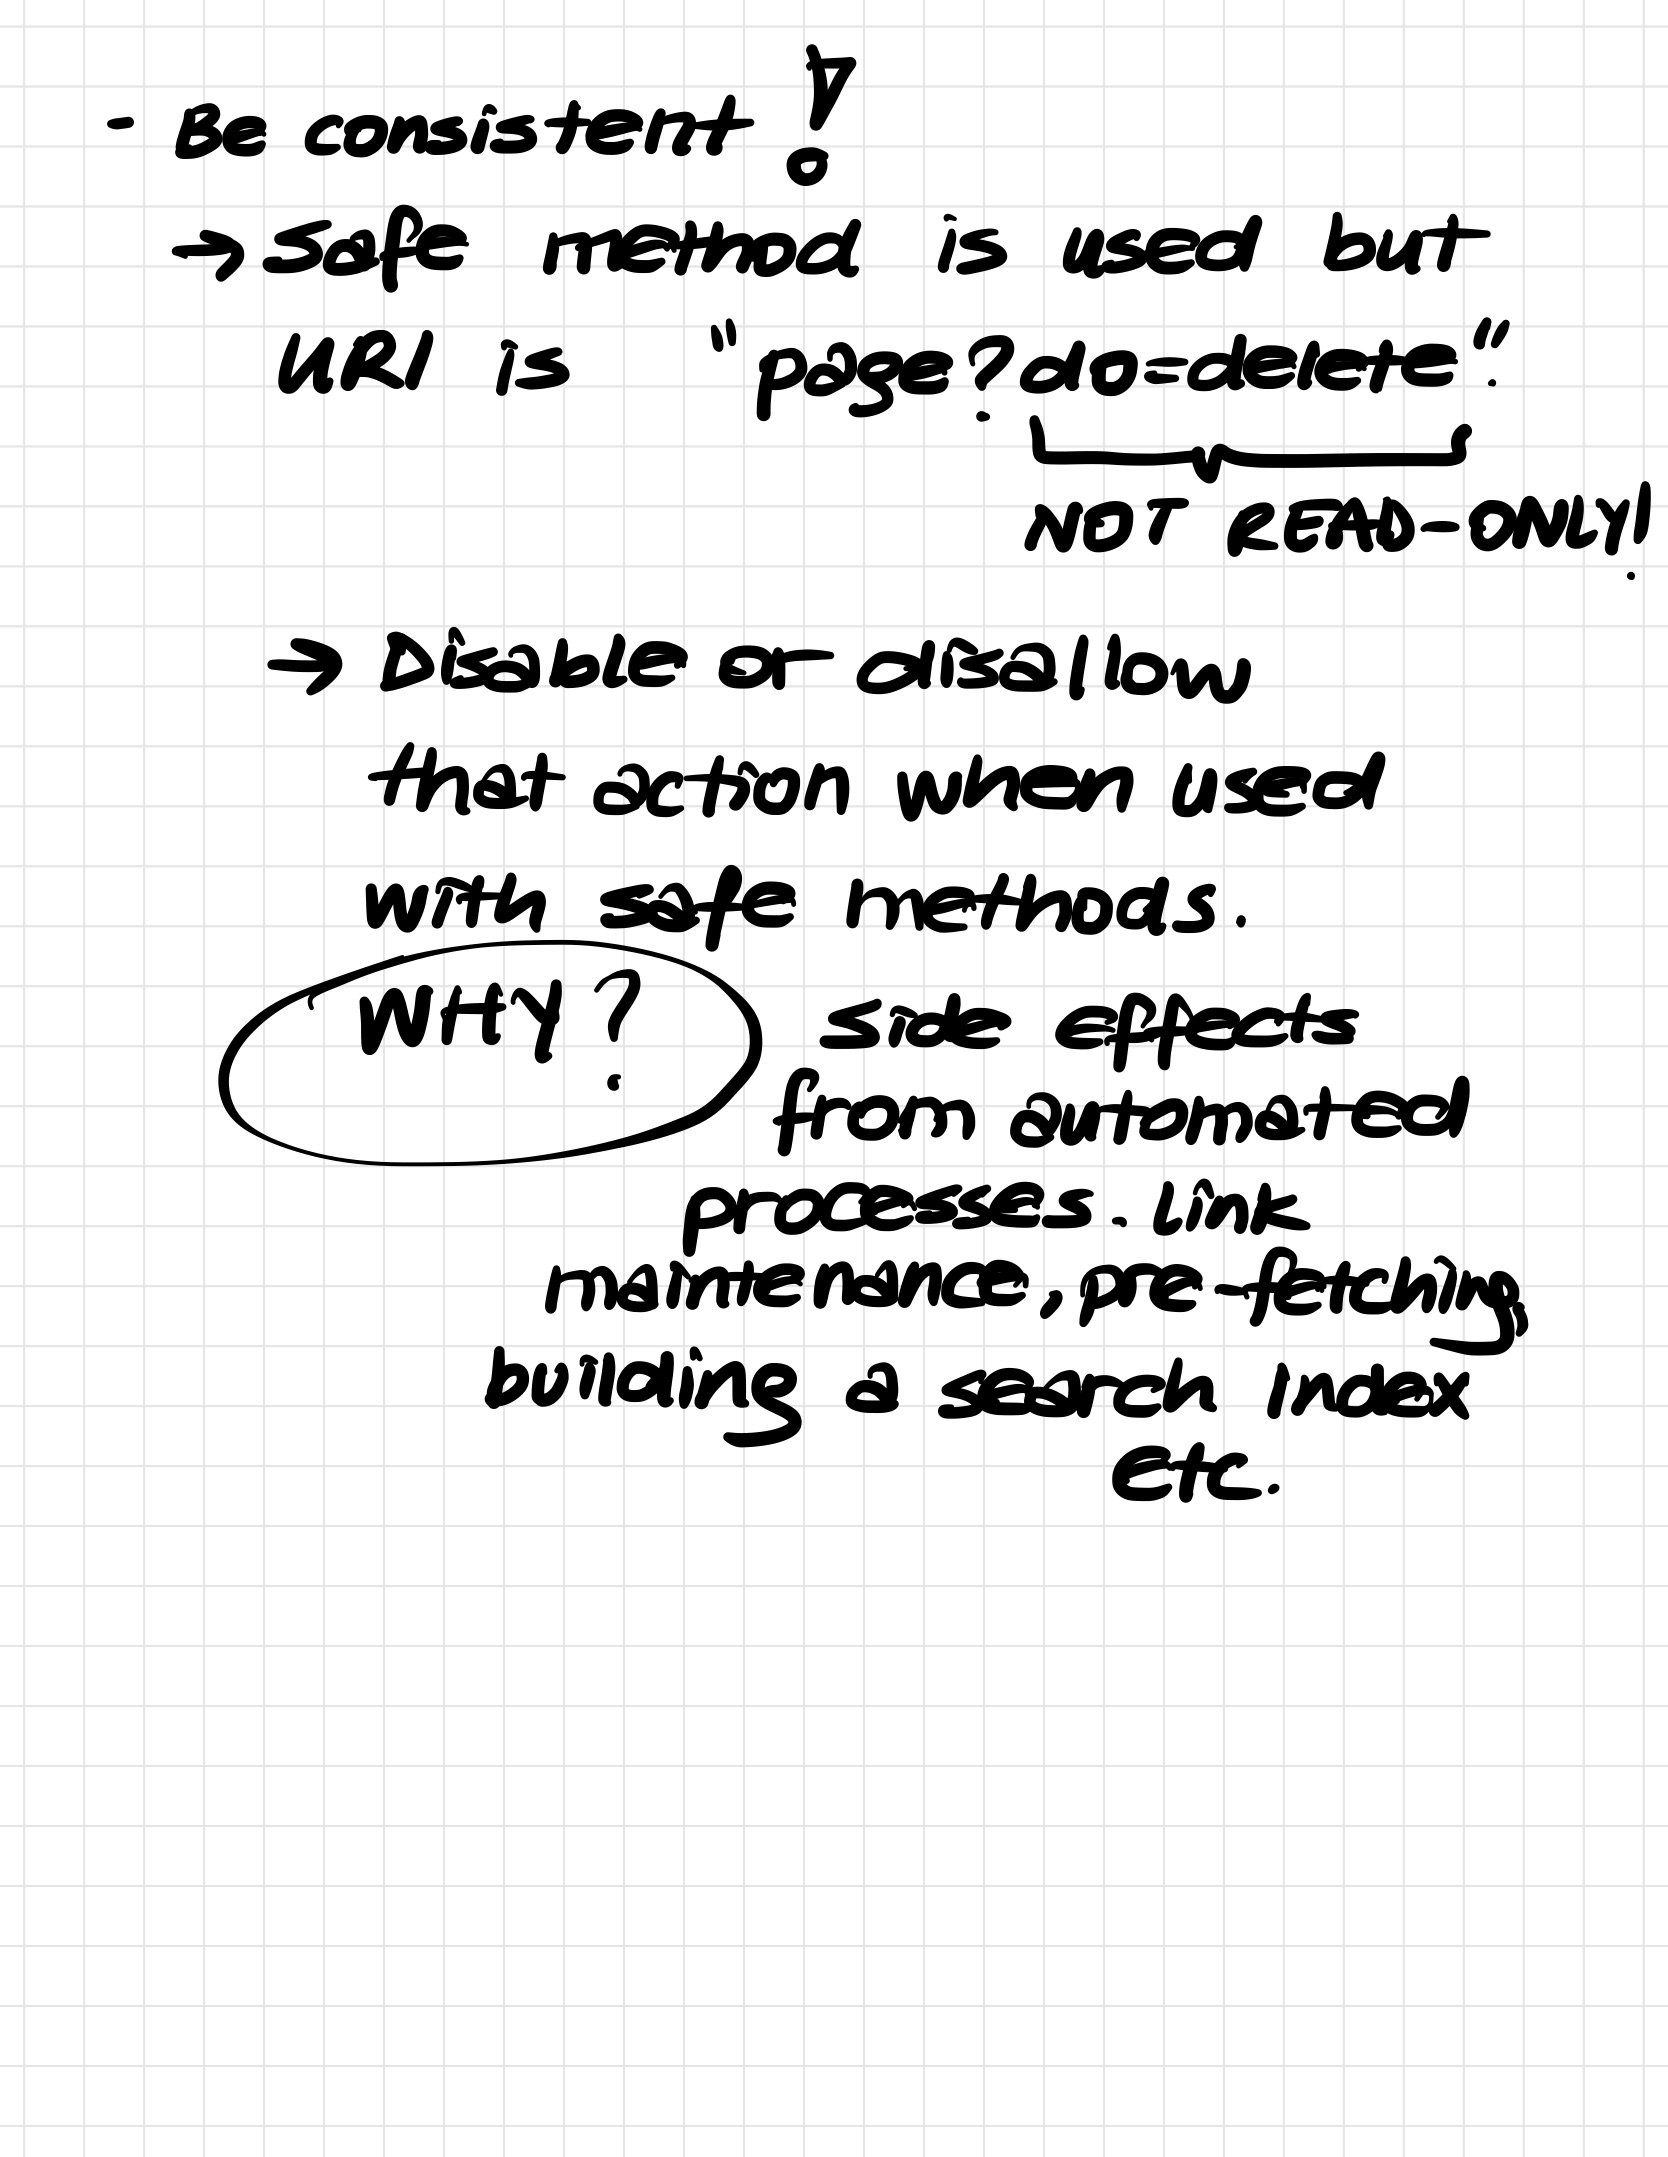 - Be consistent !
→ Safe method is used but
URI is "page?do=delete".
NOT READ-ONLY!
→ Disable or disallow
that action when used
with safe methods.
WHY? side effects
from automated
processes. Link
maintenance, pre-fetching,
building a search index
etc.